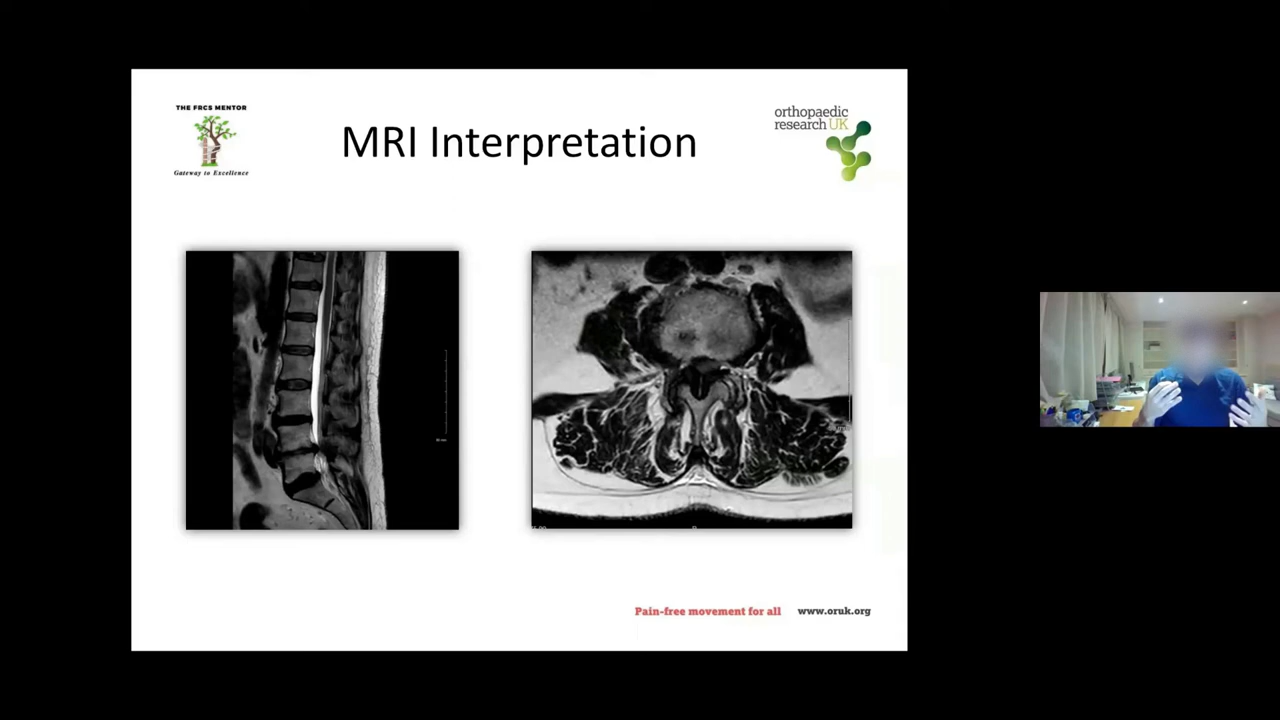 THE FRCS MENTOR
Gateway to Excellence
MRI Interpretation
orthopaedic
research UK
Pain-free movement for all
www.oruk.org